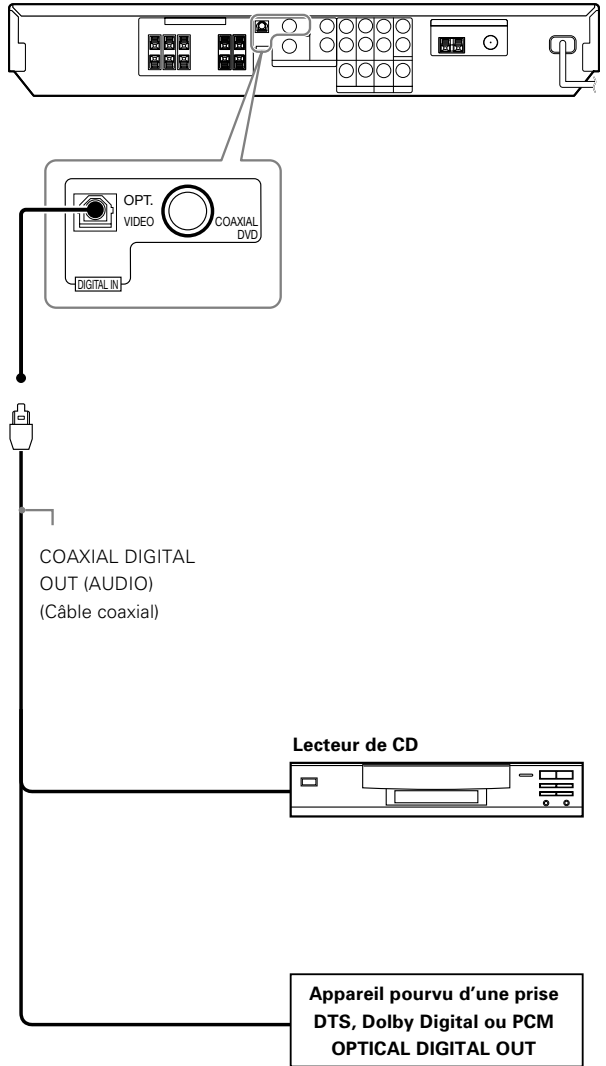 OPT.
VIDEO
COAXIAL
DVD
DIGITAL IN
COAXIAL DIGITAL
OUT (AUDIO)
(Câble coaxial)
Lecteur de CD
Appareil pourvu d'une prise
DTS, Dolby Digital ou PCM
OPTICAL DIGITAL OUT